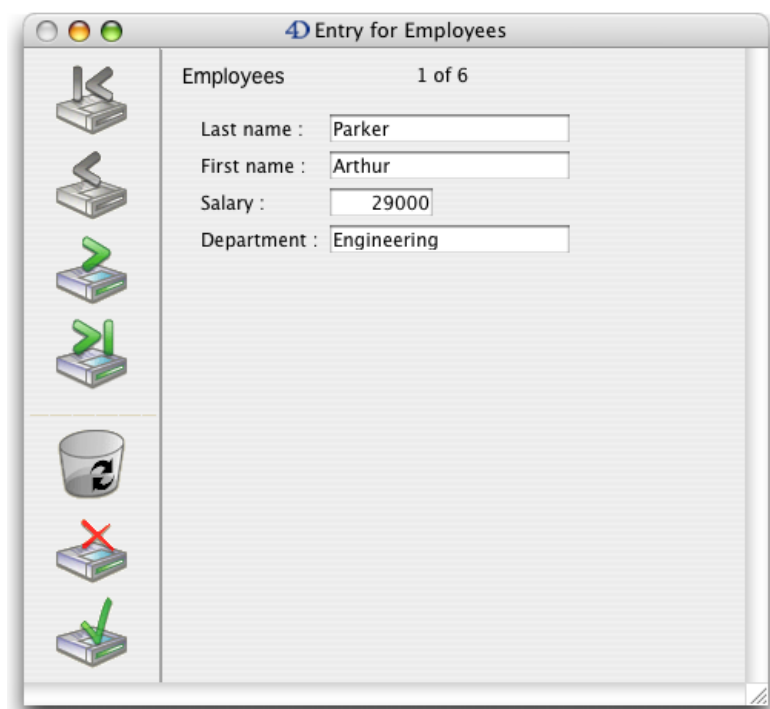 4D Entry for Employees
Employees 1 of 6
Last name : Parker
First name : Arthur
Salary : 29000
Department : Engineering